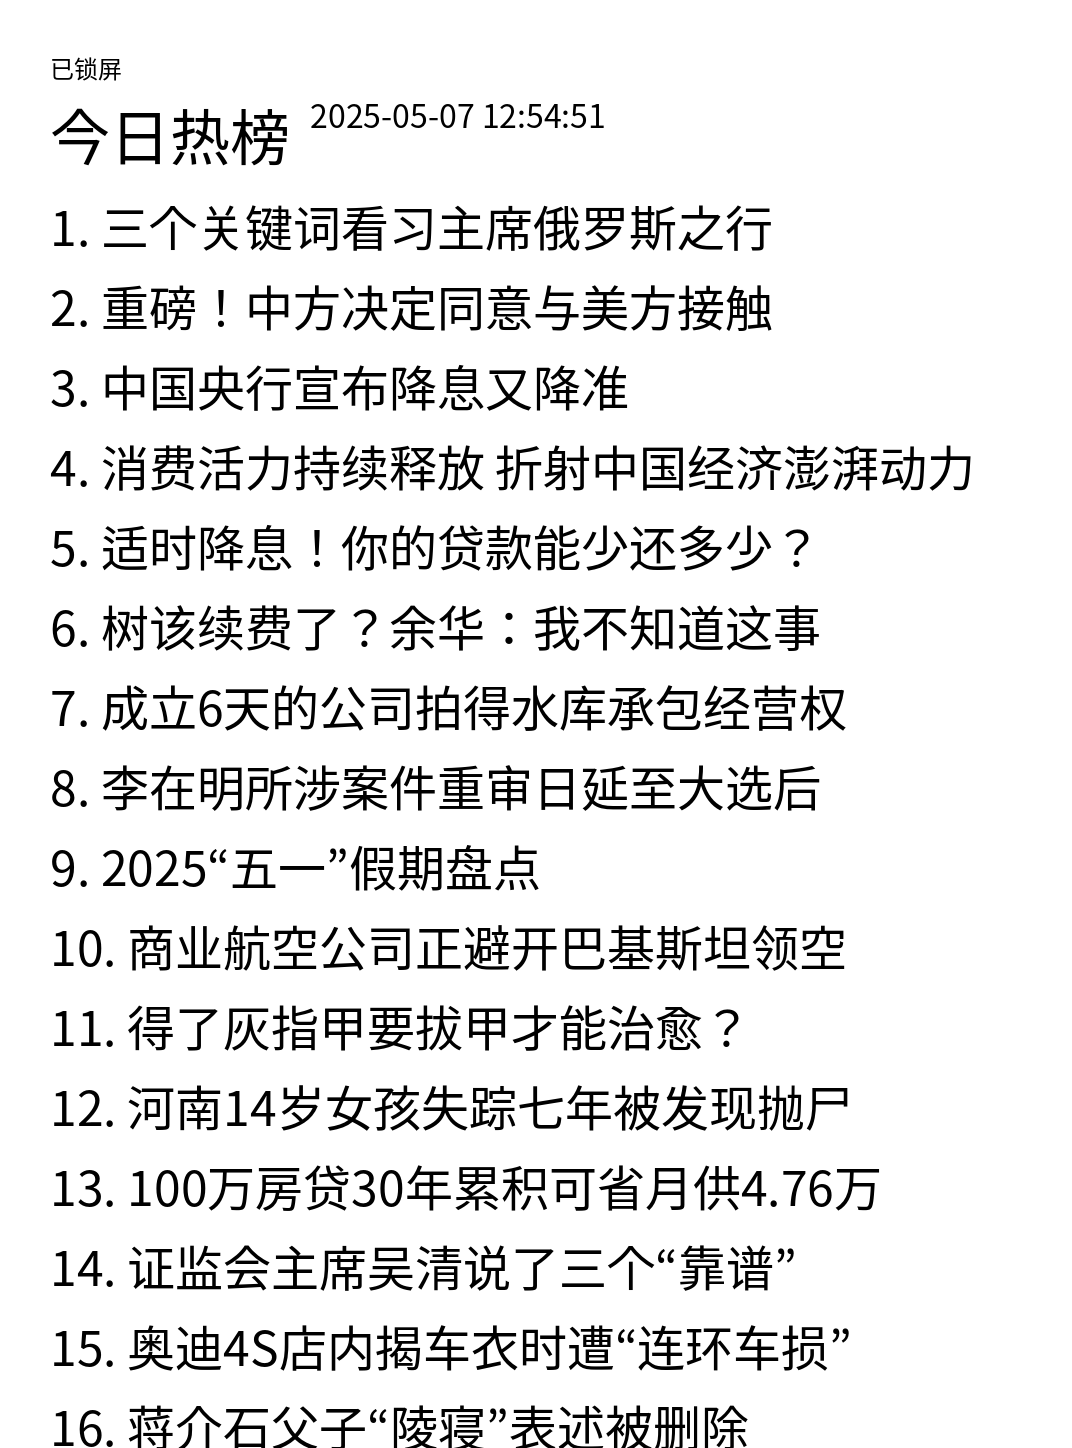 已锁屏
今日热榜 2025-05-07 12:54:51
1. 三个关键词看习主席俄罗斯之行
2. 重磅！中方决定同意与美方接触
3. 中国央行宣布降息又降准
4. 消费活力持续释放 折射中国经济澎湃动力
5. 适时降息！你的贷款能少还多少？
6. 树该续费了？余华：我不知道这事
7. 成立6天的公司拍得水库承包经营权
8. 李在明所涉案件重审日延至大选后
9. 2025“五一”假期盘点
10. 商业航空公司正避开巴基斯坦领空
11. 得了灰指甲要拔甲才能治愈？
12. 河南14岁女孩失踪七年被发现抛尸
13. 100万房贷30年累积可省月供4.76万
14. 证监会主席吴清说了三个“靠谱”
15. 奥迪4S店内揭车衣时遭“连环车损”
16. 蒋介石父子“陵寝”表述被删除